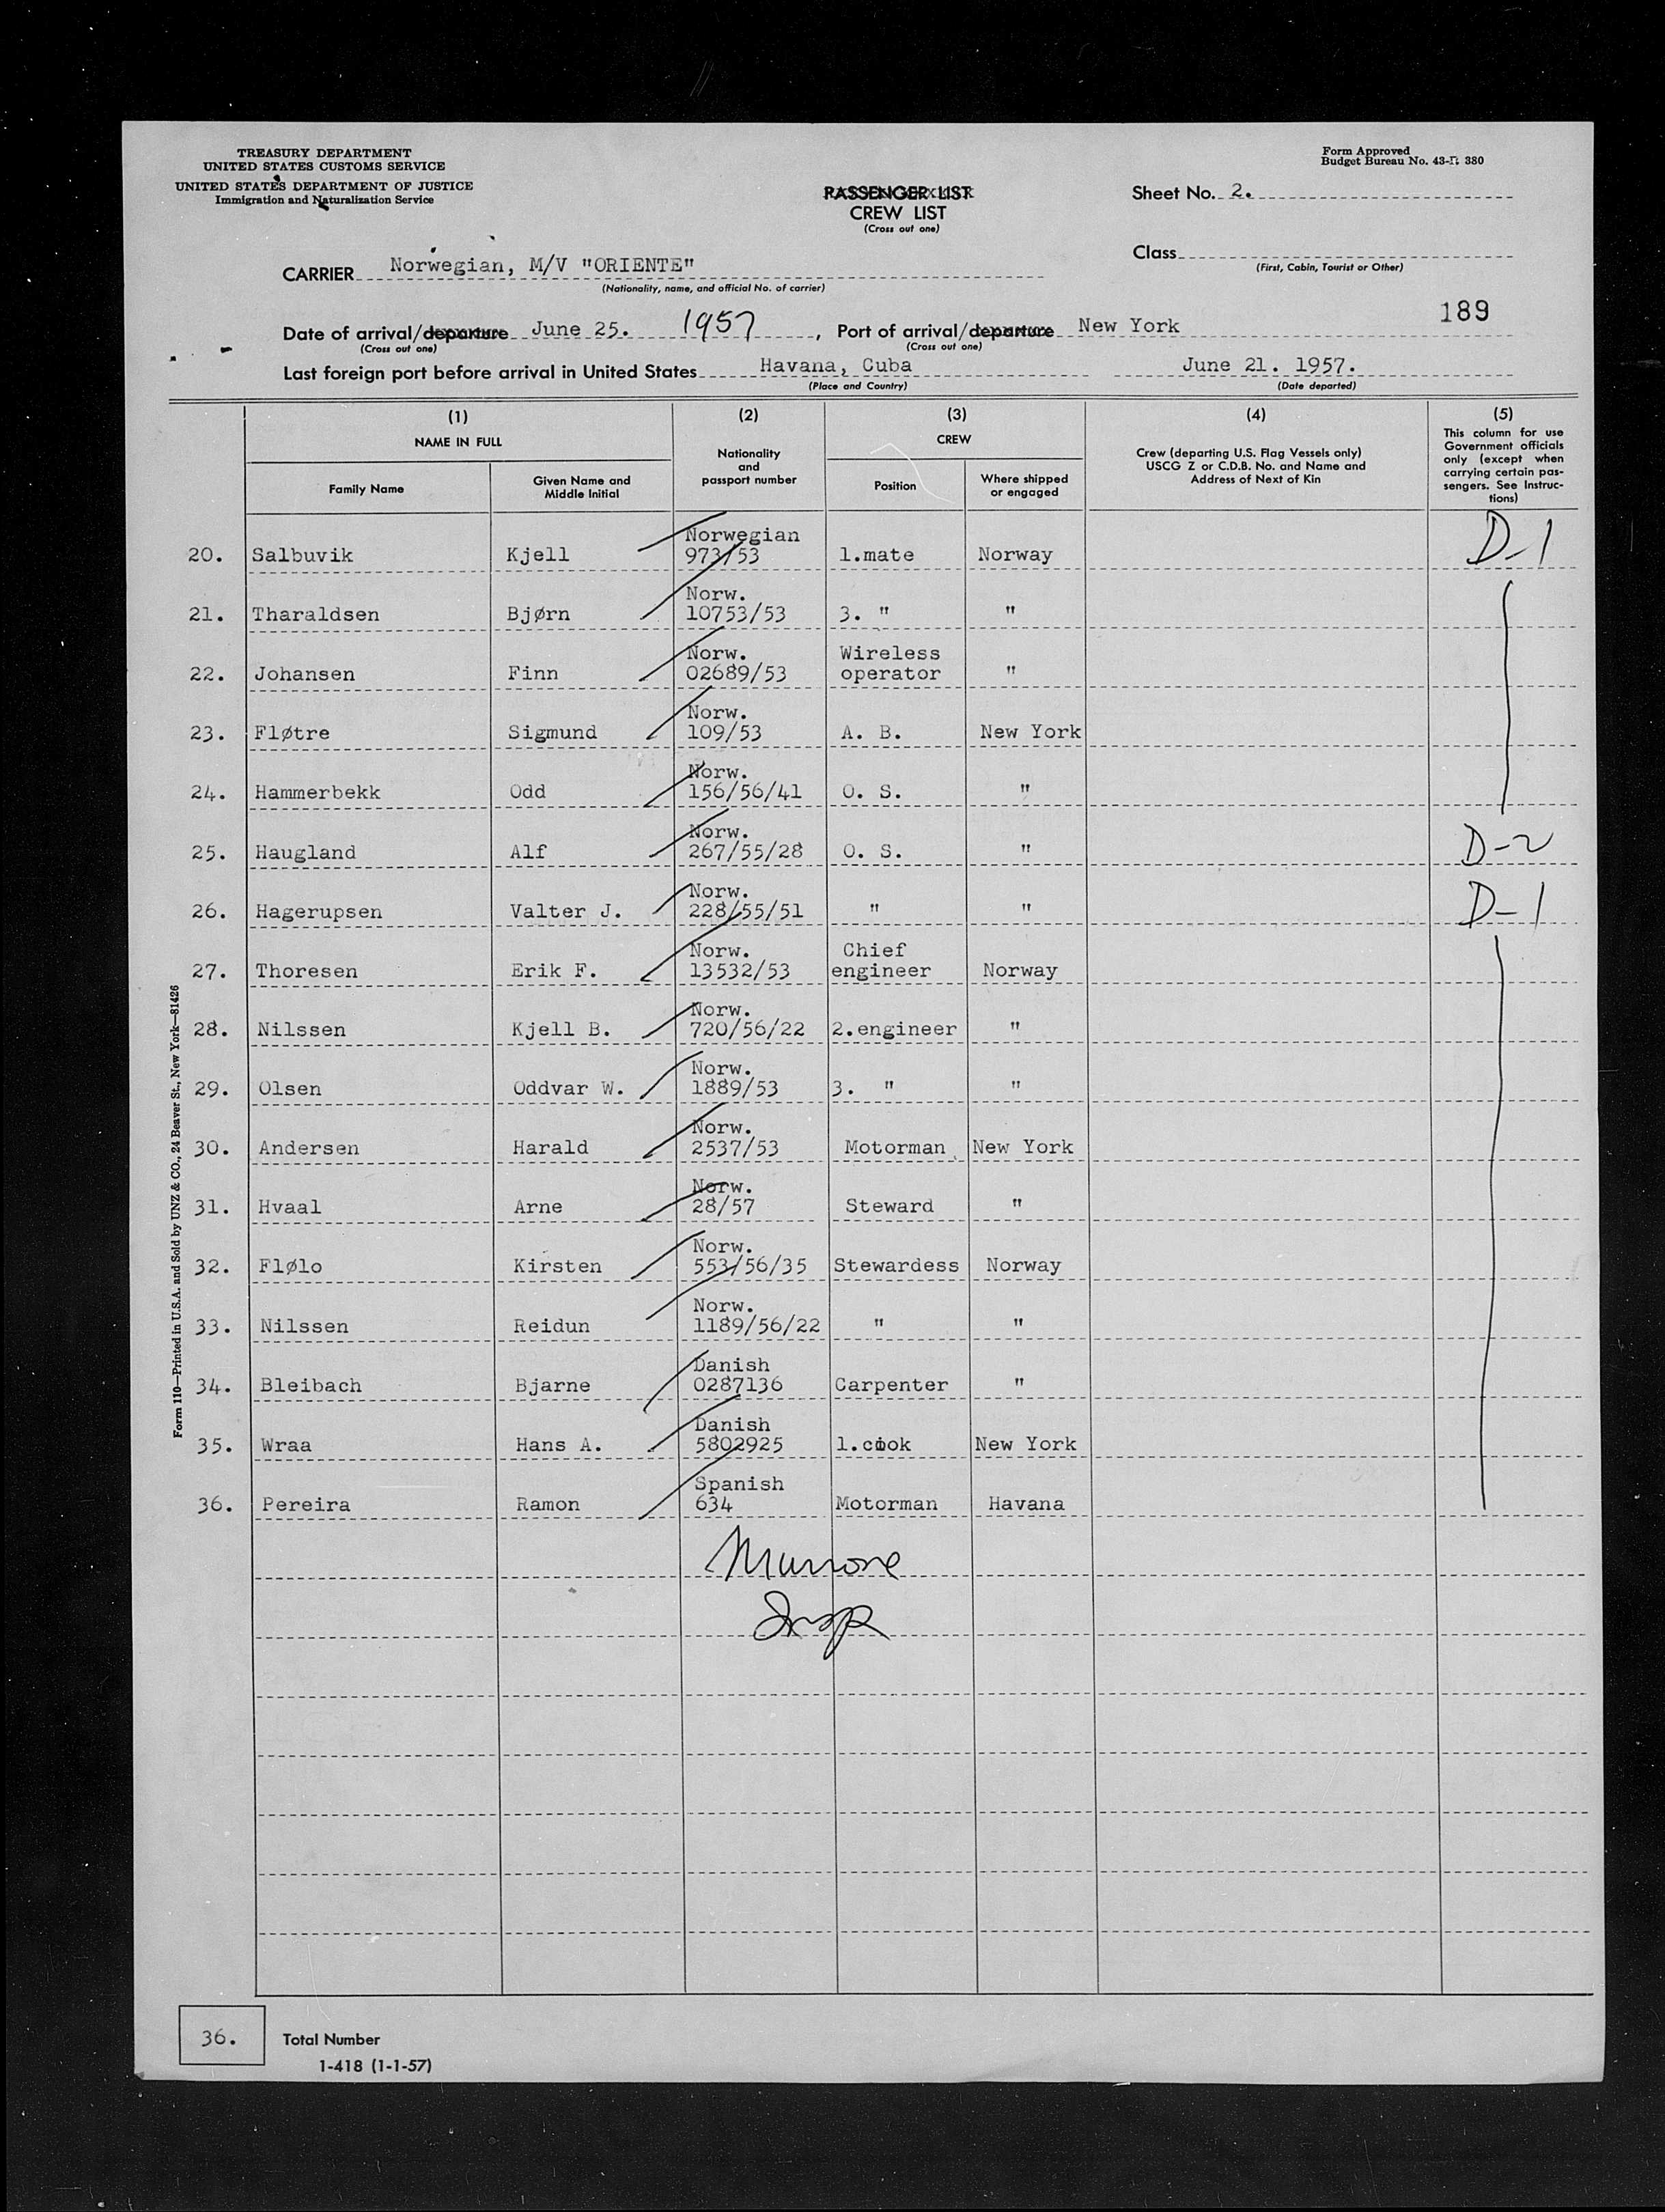 TREASURY DEPARTMENT
UNITED STATES CUSTOMS SERVICE
UNITED STATES DEPARTMENT OF JUSTICE
Immigration and Naturalization Service
PASSENGER LIST
CREW LIST
(Cross out one)
Form Approved
Budget Bureau No. 43-R 380
Sheet No. 2.
Class
(First, Cabin, Tourist or Other)
CARRIER Norwegian, M/V "ORIENTE"
(Nationality, name, and official No. of carrier)
189
Date of arrival/departure June 25. 1957, Port of arrival/departure New York
(Cross out one) (Cross out one)
Last foreign port before arrival in United States Havana, Cuba June 21. 1957.
(Place and Country) (Date departed)
(1) (2) (3) (4) (5)
NAME IN FULL
Family Name
Given Name and
Middle Initial
Nationality
and
passport number
CREW
Position
Where shipped
or engaged
Crew (departing U.S. Flag Vessels only)
USCG Z or C.D.B. No. and Name and
Address of Next of Kin
This column for use
Government officials
only (except when
carrying certain pas-
sengers. See Instruc-
tions)
Norwegian
20. Salbuvik Kjell 973/53 1.mate Norway D-1
Norw.
21. Tharaldsen Bjørn 10753/53 3. " "
Norw. Wireless
22. Johansen Finn 02689/53 operator "
Norw.
23. Fløtre Sigmund 109/53 A. B. New York
Norw.
24. Hammerbekk Odd 156/56/41 O. S. "
Norw.
25. Haugland Alf 267/55/28 O. S. " D-2
Norw.
26. Hagerupsen Valter J. 228/55/51 " " D-1
Norw. Chief
27. Thoresen Erik F. 13532/53 engineer Norway
Norw.
28. Nilssen Kjell B. 720/56/22 2.engineer "
Norw.
29. Olsen Oddvar W. 1889/53 3. " "
Norw.
30. Andersen Harald 2537/53 Motorman New York
Norw.
31. Hvaal Arne 28/57 Steward "
Norw.
32. Flølo Kirsten 553/56/35 Stewardess Norway
Norw.
33. Nilssen Reidun 1189/56/22 " "
Danish
34. Bleibach Bjarne 0287136 Carpenter "
Danish
35. Wraa Hans A. 5802925 1.cook New York
Spanish
36. Pereira Ramon 634 Motorman Havana
Insp
Form 110—Printed in U.S.A. and Sold by UNZ & CO., 24 Beaver St., New York—81426
36. Total Number
1-418 (1-1-57)